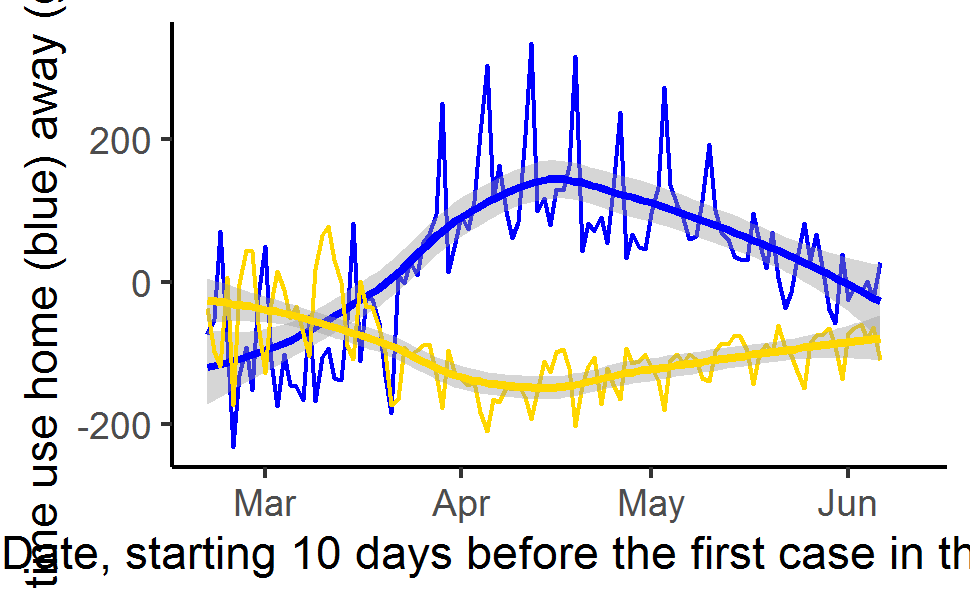 time use home (blue) away (
200
0
-200
Mar Apr May Jun
Date, starting 10 days before the first case in th